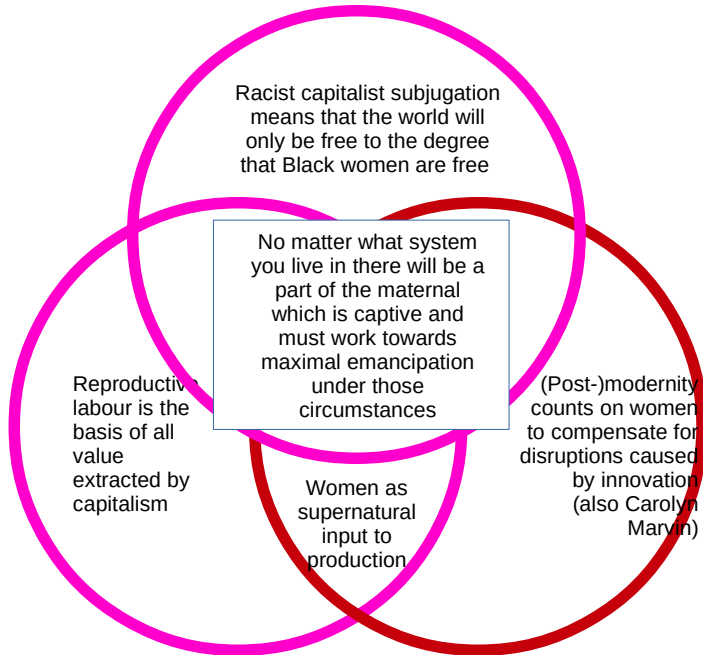 Racist capitalist subjugation
means that the world will
only be free to the degree
that Black women are free
No matter what system
you live in there will be a
part of the maternal
which is captive and
must work towards
maximal emancipation
under those
circumstances
Reproductive
labour is the
basis of all
value
extracted by
capitalism
(Post-)modernity
counts on women
to compensate for
disruptions caused
by innovation
(also Carolyn
Marvin)
Women as
supernatural
input to
production